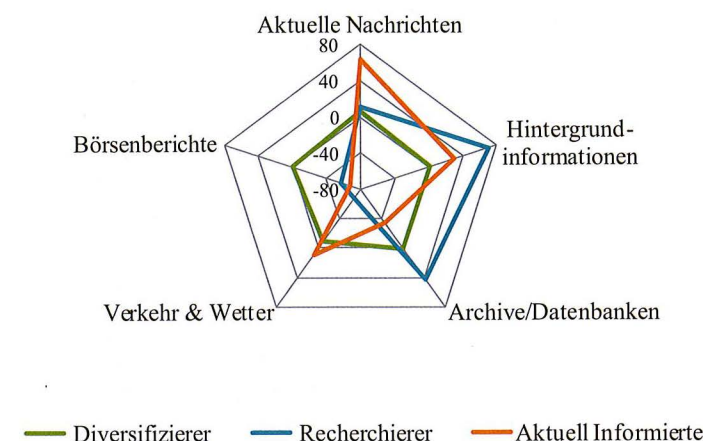 Aktuelle Nachrichten
80
40
0
-40
-80
Börsenberichte
Hintergrund-
informationen
Verkehr & Wetter
Archive/Datenbanken
Diversifizierer
Recherchierer
Aktuell Informierte